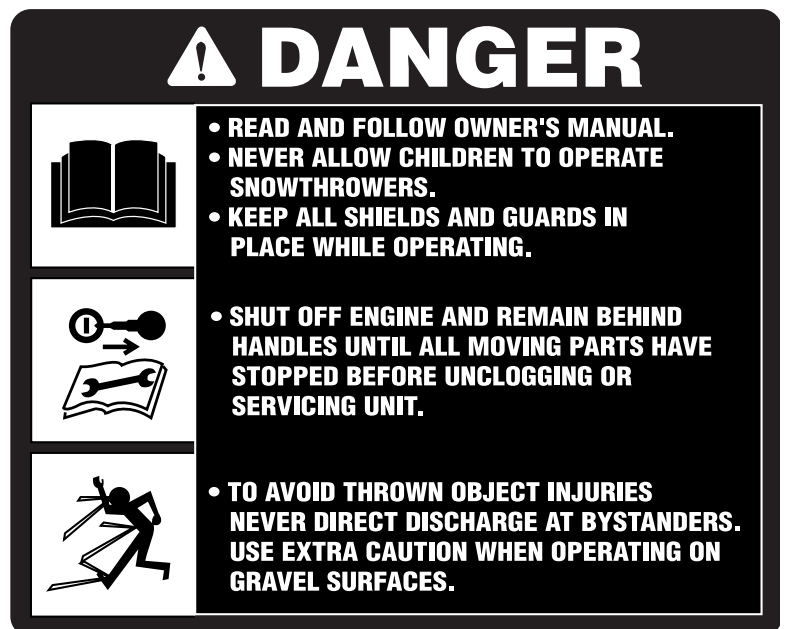 DANGER
• READ AND FOLLOW OWNER'S MANUAL.
• NEVER ALLOW CHILDREN TO OPERATE
SNOWTHROWERS.
• KEEP ALL SHIELDS AND GUARDS IN
PLACE WHILE OPERATING.
• SHUT OFF ENGINE AND REMAIN BEHIND
HANDLES UNTIL ALL MOVING PARTS HAVE
STOPPED BEFORE UNCLOGGING OR
SERVICING UNIT.
• TO AVOID THROWN OBJECT INJURIES
NEVER DIRECT DISCHARGE AT BYSTANDERS.
USE EXTRA CAUTION WHEN OPERATING ON
GRAVEL SURFACES.